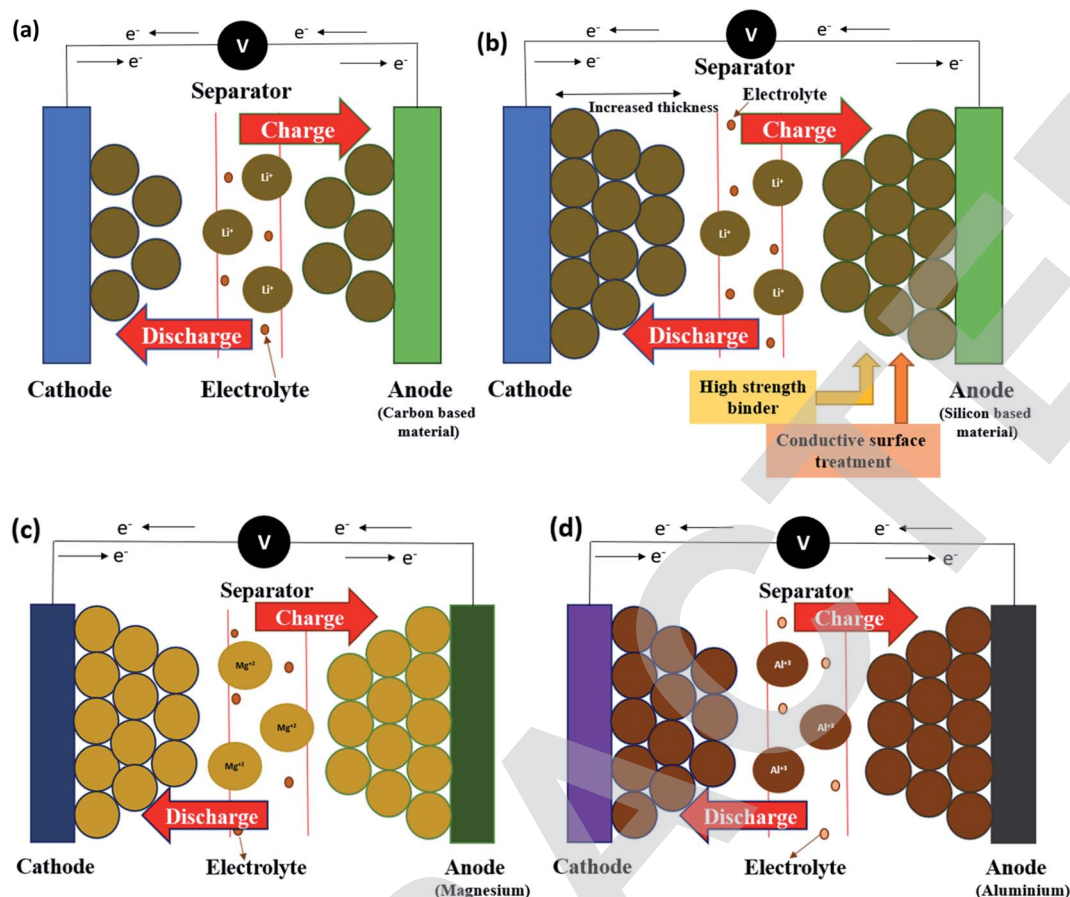 (a)
e⁻
V
e⁻
e⁻
e⁻
Separator
Charge
Li⁺
Li⁺
Li⁺
Discharge
Cathode
Electrolyte
Anode
(Carbon based
material)
(b)
e⁻
V
e⁻
e⁻
e⁻
Separator
Electrolyte
Increased thickness
Charge
Li⁺
Li⁺
Li⁺
Discharge
Cathode
High strength
binder
Anode
(Silicon based
material)
Conductive surface
treatment
(c)
e⁻
V
e⁻
e⁻
e⁻
Separator
Charge
Mg⁺²
Mg⁺²
Mg⁺²
Discharge
Cathode
Electrolyte
Anode
(Magnesium)
(d)
e⁻
V
e⁻
e⁻
e⁻
Separator
Charge
Al⁺³
Al⁺³
Al⁺³
Discharge
Cathode
Electrolyte
Anode
(Aluminium)